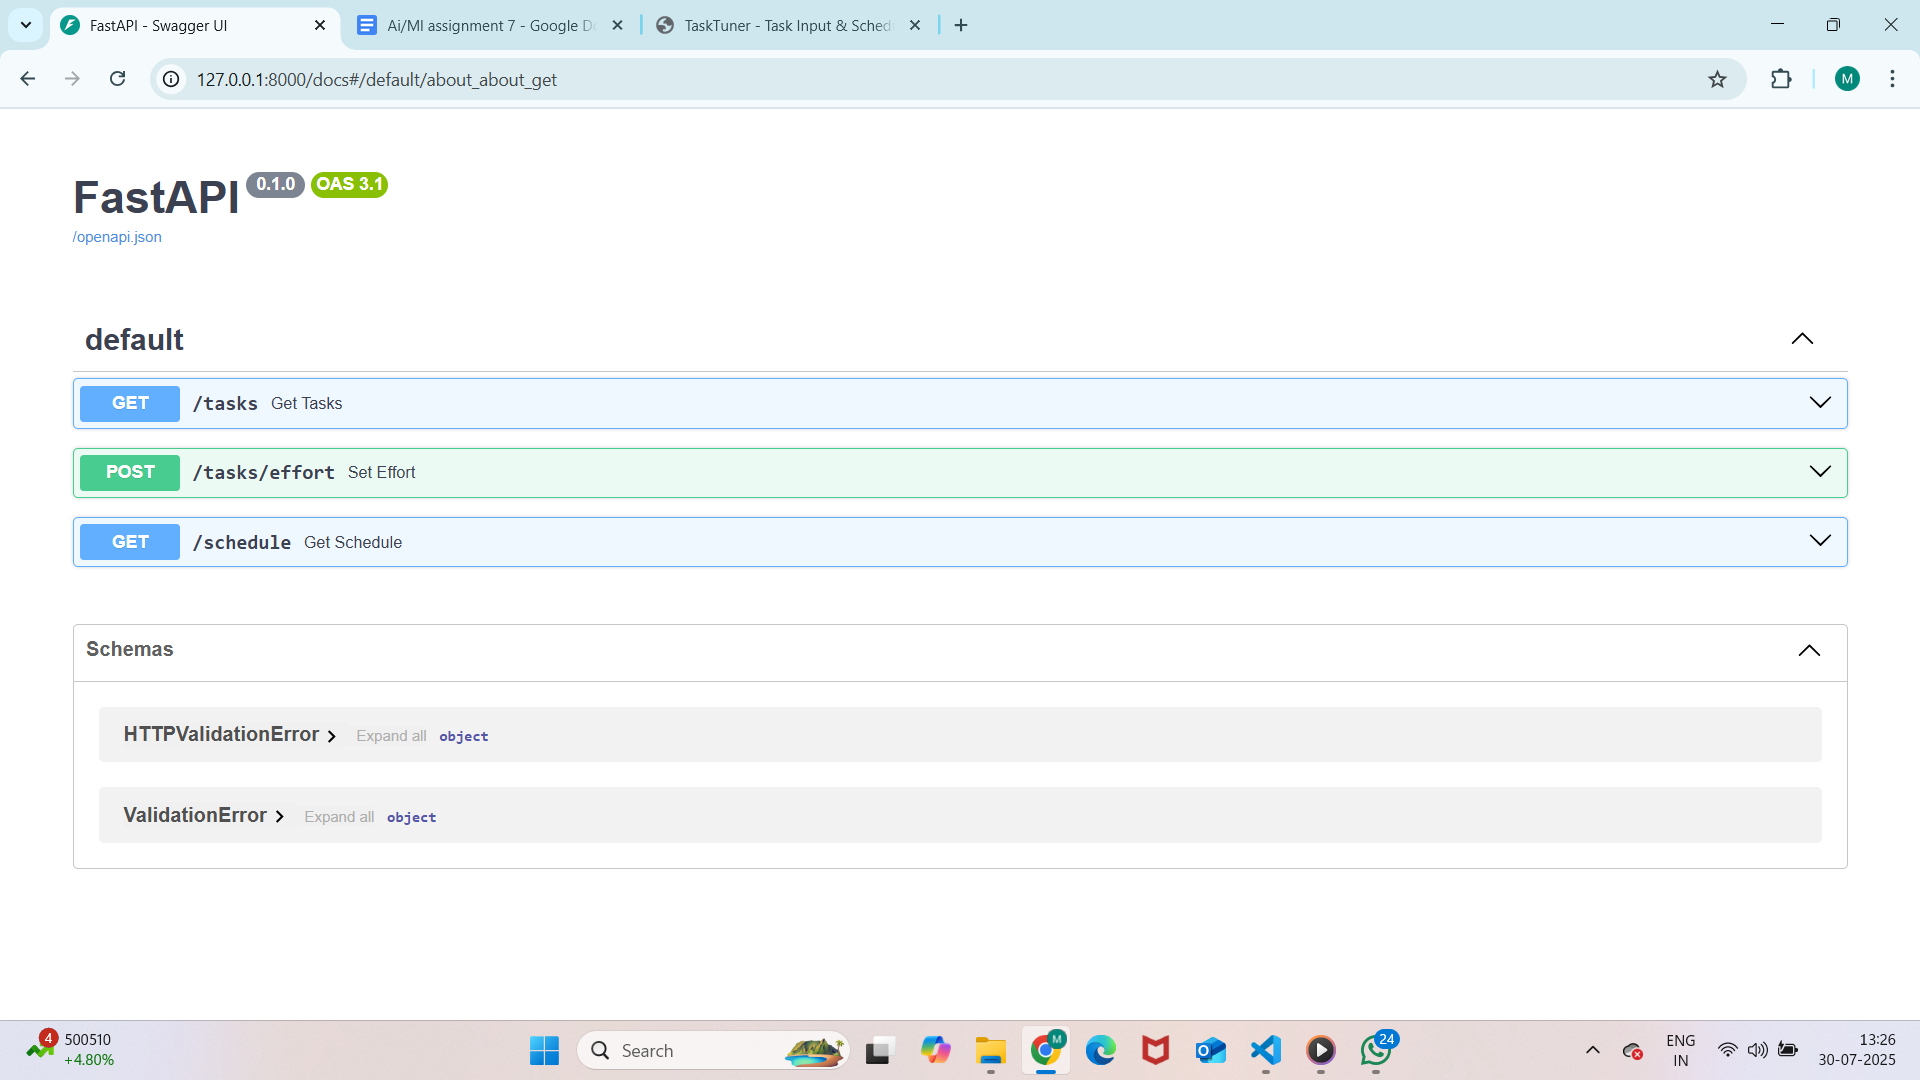 FastAPI - Swagger UI
Ai/Ml assignment 7 - Google D
TaskTuner - Task Input & Sched
127.0.0.1:8000/docs#/default/about_about_get
M
FastAPI 0.1.0 OAS 3.1
/openapi.json
default
GET /tasks Get Tasks
POST /tasks/effort Set Effort
GET /schedule Get Schedule
Schemas
HTTPValidationError Expand all object
ValidationError Expand all object
4
500510
+4.80%
Search
M
24
ENG
IN
13:26
30-07-2025